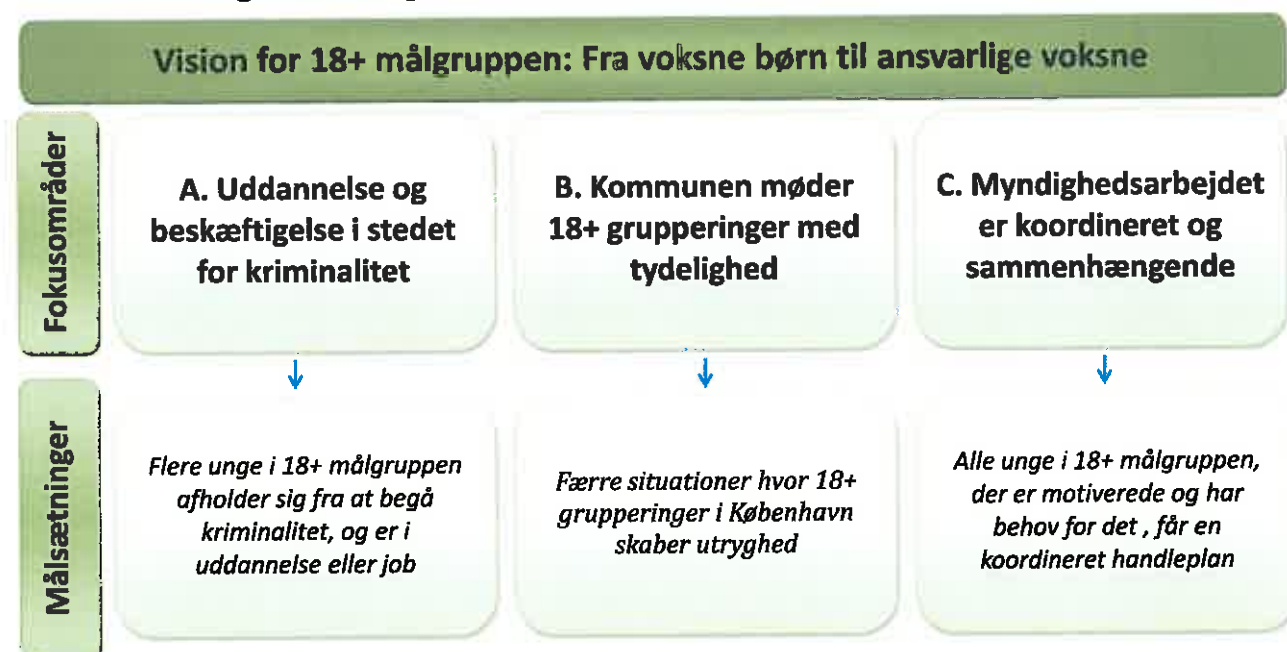 Vision for 18+ målgruppen: Fra voksne børn til ansvarlige voksne
Fokusområder
A. Uddannelse og
beskæftigelse i stedet
for kriminalitet
B. Kommunen møder
18+ grupperinger med
tydelighed
C. Myndighedsarbejdet
er koordineret og
sammenhængende
Målsætninger
Flere unge i 18+ målgruppen
afholder sig fra at begå
kriminalitet, og er i
uddannelse eller job
Færre situationer hvor 18+
grupperinger i København
skaber utryghed
Alle unge i 18+ målgruppen,
der er motiverede og har
behov for det , får en
koordineret handleplan